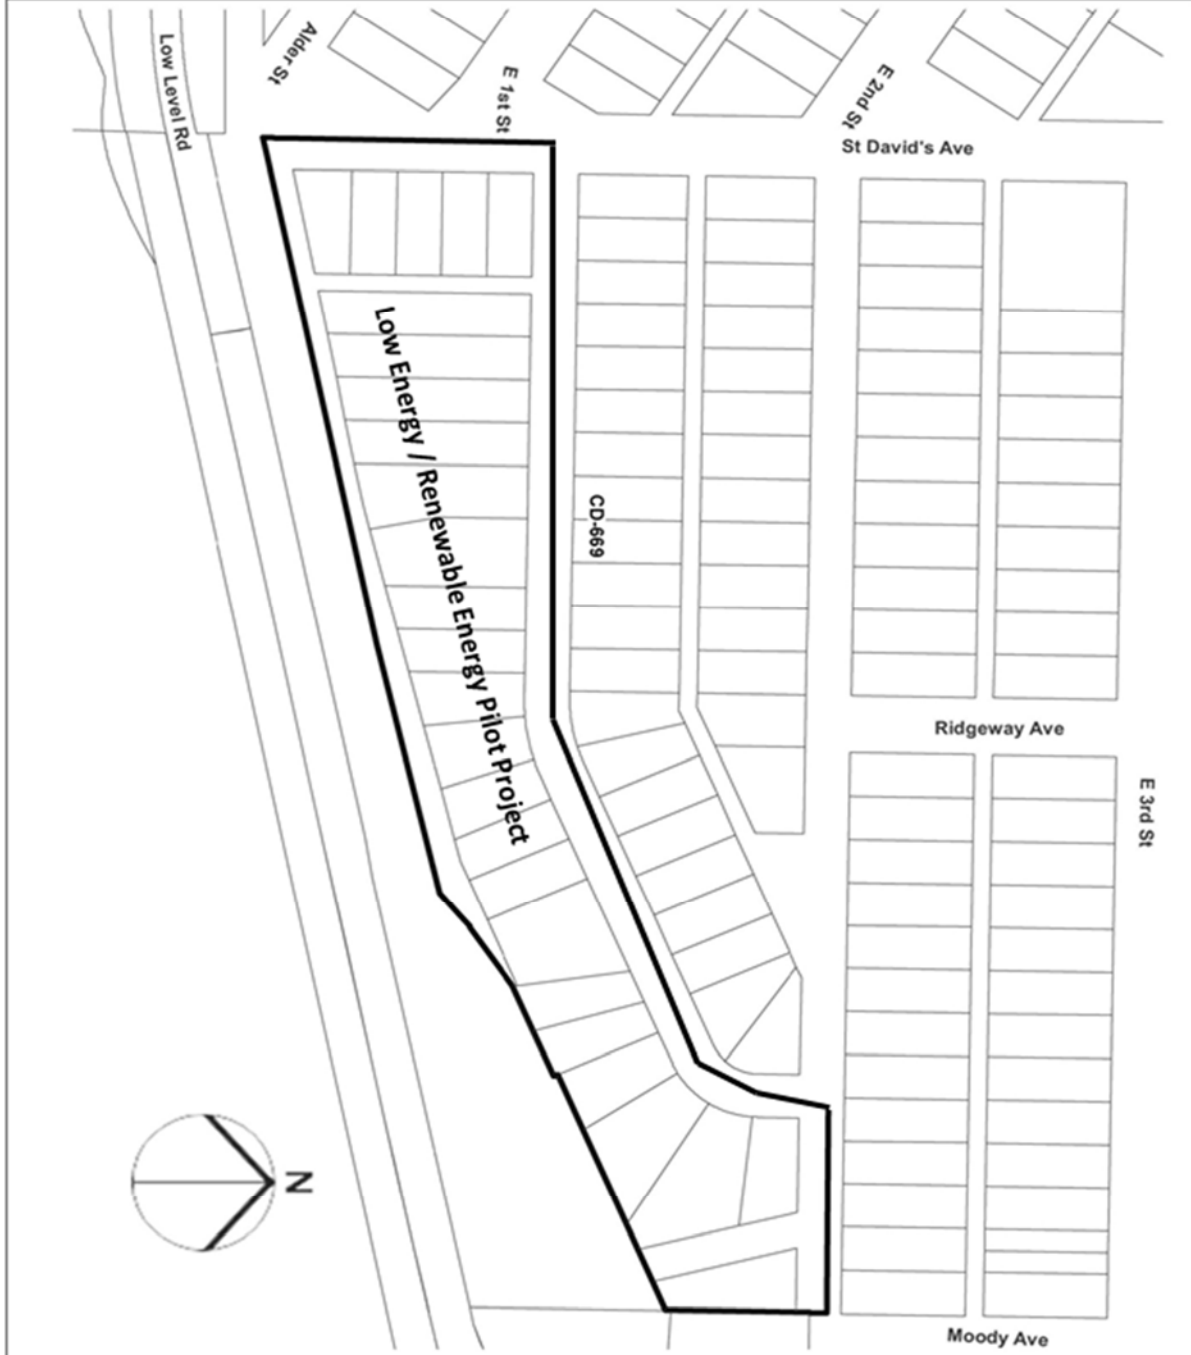 Low Level Rd
Alder St
E 1st St
E 2nd St
St David's Ave
Low Energy / Renewable Energy Pilot Project
CD-669
Ridgeway Ave
E 3rd St
N
Moody Ave